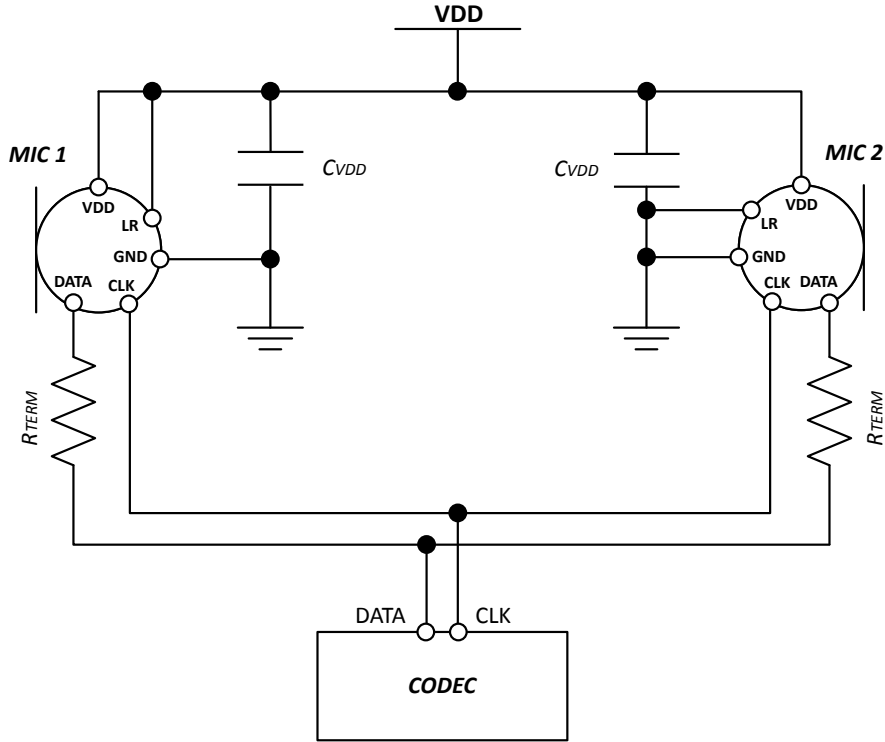 VDD
MIC 1
MIC 2
CVDD
CVDD
VDD
LR
GND
DATA
CLK
VDD
LR
GND
CLK
DATA
RTERM
RTERM
DATA
CLK
CODEC